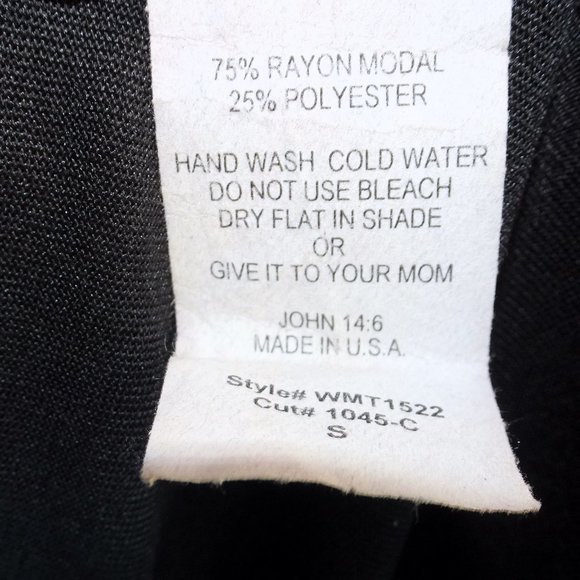 75% RAYON MODAL
25% POLYESTER
HAND WASH COLD WATER
DO NOT USE BLEACH
DRY FLAT IN SHADE
OR
GIVE IT TO YOUR MOM
JOHN 14:6
MADE IN U.S.A.
Style# WMT1522
Cut# 1045-C
S